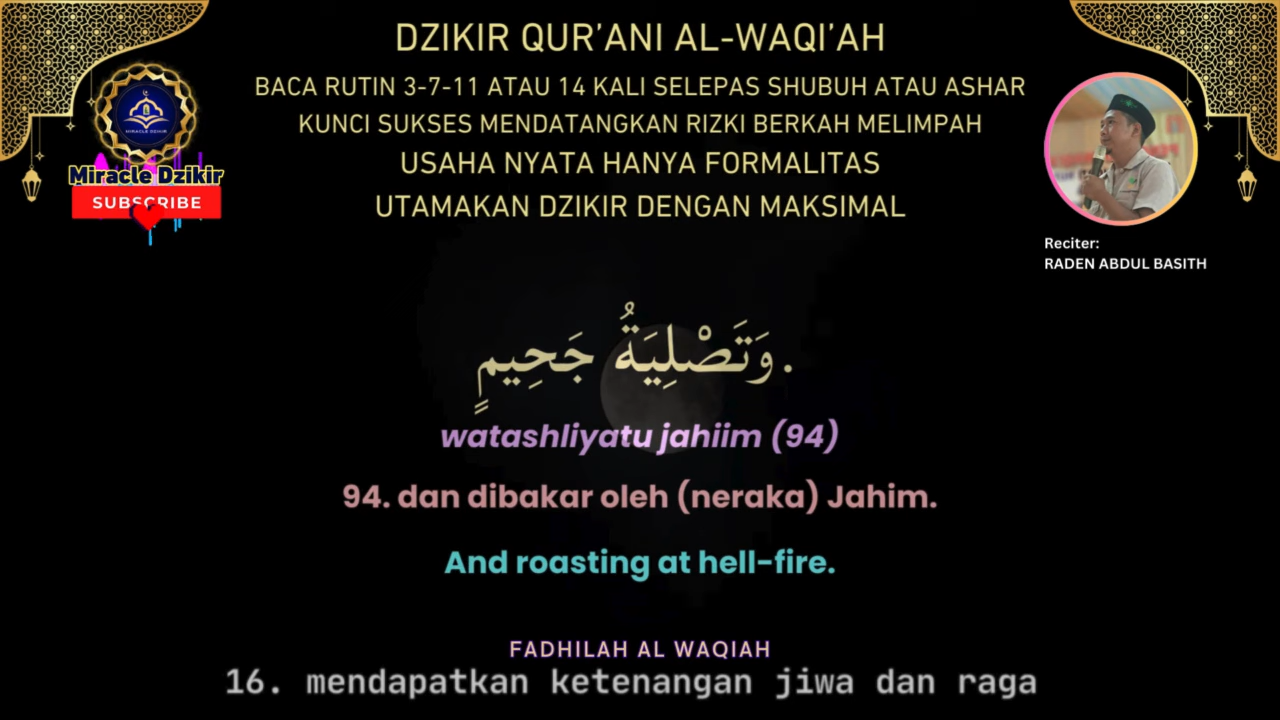 DZIKIR QUR'ANI AL-WAQI'AH
BACA RUTIN 3-7-11 ATAU 14 KALI SELEPAS SHUBUH ATAU ASHAR
KUNCI SUKSES MENDATANGKAN RIZKI BERKAH MELIMPAH
USAHA NYATA HANYA FORMALITAS
UTAMAKAN DZIKIR DENGAN MAKSIMAL
MIRACLE DZIKIR
Miracle Dzikir
SUBSCRIBE
Reciter:
RADEN ABDUL BASITH
.وَتَصْلِيَةُ جَحِيمٍ
watashliyatu jahiim (94)
94. dan dibakar oleh (neraka) Jahim.
And roasting at hell-fire.
FADHILAH AL WAQIAH
16. mendapatkan ketenangan jiwa dan raga